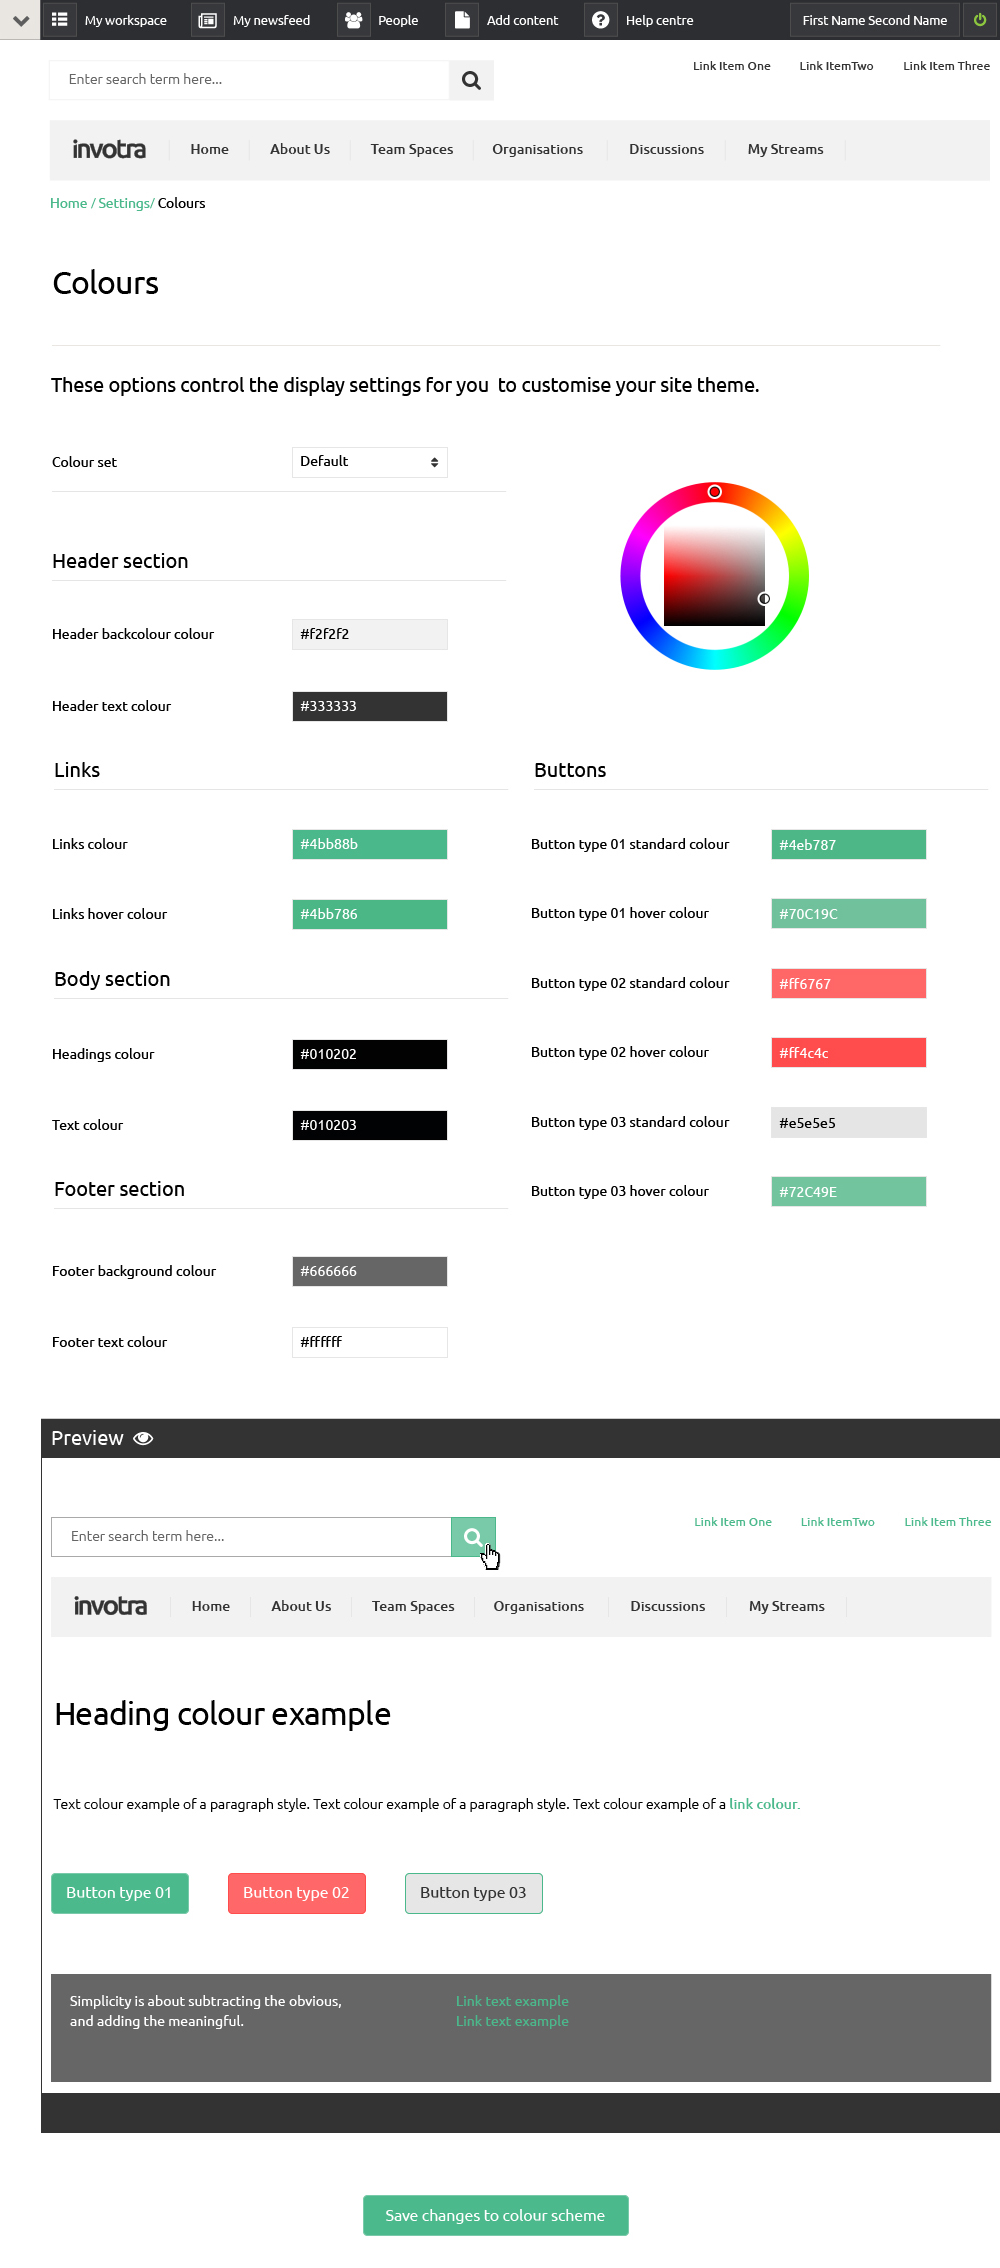 My workspace My newsfeed People Add content Help centre First Name Second Name
Link Item One Link ItemTwo Link Item Three
Enter search term here...
invotra Home About Us Team Spaces Organisations Discussions My Streams
Home / Settings/ Colours
Colours
These options control the display settings for you  to customise your site theme.
Colour set Default
Header section
Header backcolour colour #f2f2f2
Header text colour #333333
Links
Links colour #4bb88b
Links hover colour #4bb786
Body section
Headings colour #010202
Text colour #010203
Footer section
Footer background colour #666666
Footer text colour #ffffff
Buttons
Button type 01 standard colour #4eb787
Button type 01 hover colour #70C19C
Button type 02 standard colour #ff6767
Button type 02 hover colour #ff4c4c
Button type 03 standard colour #e5e5e5
Button type 03 hover colour #72C49E
Preview
Link Item One Link ItemTwo Link Item Three
Enter search term here...
invotra Home About Us Team Spaces Organisations Discussions My Streams
Heading colour example
Text colour example of a paragraph style. Text colour example of a paragraph style. Text colour example of a link colour.
Button type 01 Button type 02 Button type 03
Simplicity is about subtracting the obvious,
and adding the meaningful.
Link text example
Link text example
Save changes to colour scheme